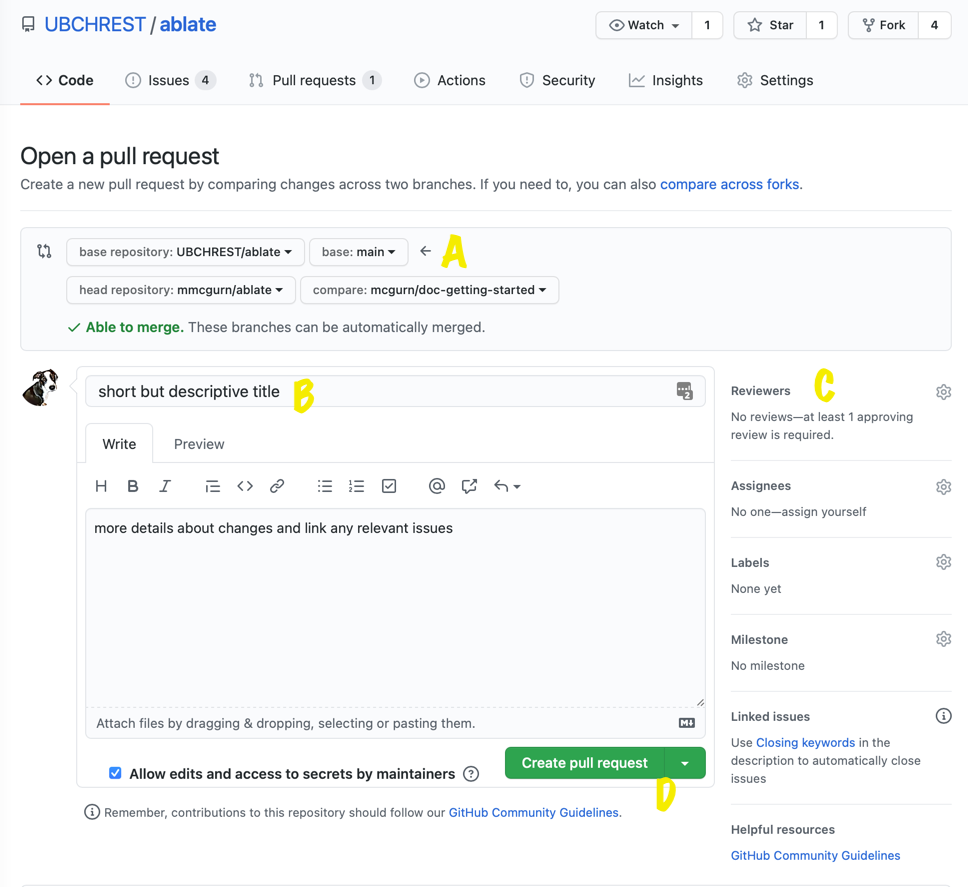 UBCHREST / ablate
Watch 1 Star 1 Fork 4
Code Issues 4 Pull requests 1 Actions Security Insights Settings
Open a pull request
Create a new pull request by comparing changes across two branches. If you need to, you can also compare across forks.
base repository: UBCHREST/ablate base: main A
head repository: mmcgurn/ablate compare: mcgurn/doc-getting-started
Able to merge. These branches can be automatically merged.
short but descriptive title B 2
Write Preview
H B I @
more details about changes and link any relevant issues
Attach files by dragging & dropping, selecting or pasting them.
Allow edits and access to secrets by maintainers ?
Create pull request
D
Remember, contributions to this repository should follow our GitHub Community Guidelines.
Reviewers C
No reviews—at least 1 approving
review is required.
Assignees
No one—assign yourself
Labels
None yet
Milestone
No milestone
Linked issues
Use Closing keywords in the
description to automatically close
issues
Helpful resources
GitHub Community Guidelines